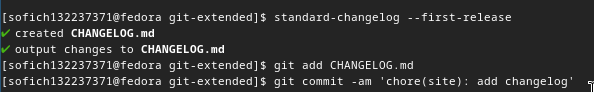 [sofich132237371@fedora git-extended]$ standard-changelog --first-release
✔ created CHANGELOG.md
✔ output changes to CHANGELOG.md
[sofich132237371@fedora git-extended]$ git add CHANGELOG.md
[sofich132237371@fedora git-extended]$ git commit -am 'chore(site): add changelog'